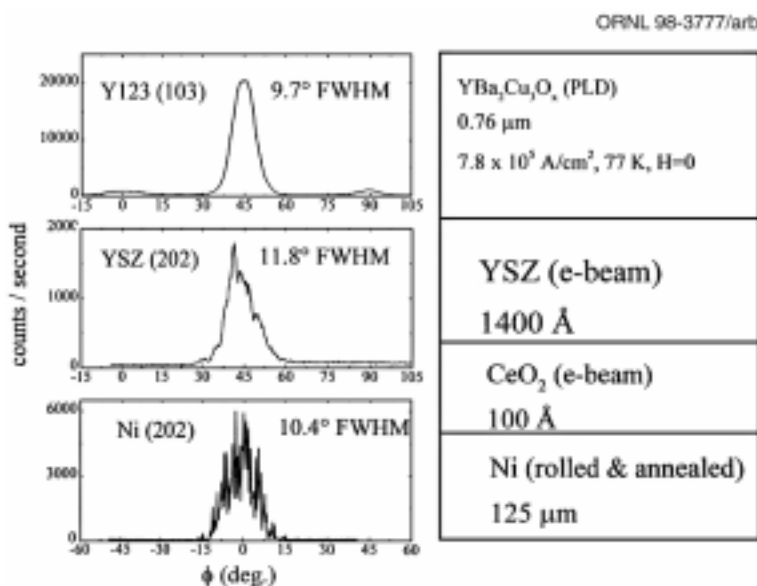 ORNL 98-3777/arb
counts / second
20000
10000
0
Y123 (103) 9.7° FWHM
-15 0 15 30 45 60 75 90 105
2000
1000
0
YSZ (202) 11.8° FWHM
-15 0 15 30 45 60 75 90 105
6000
3000
0
Ni (202) 10.4° FWHM
-60 -45 -30 -15 0 15 30 45 60
ϕ (deg.)
YBa₂Cu₃Oₓ (PLD)
0.76 µm
7.8 x 10⁵ A/cm², 77 K, H=0
YSZ (e-beam)
1400 Å
CeO₂ (e-beam)
100 Å
Ni (rolled & annealed)
125 µm